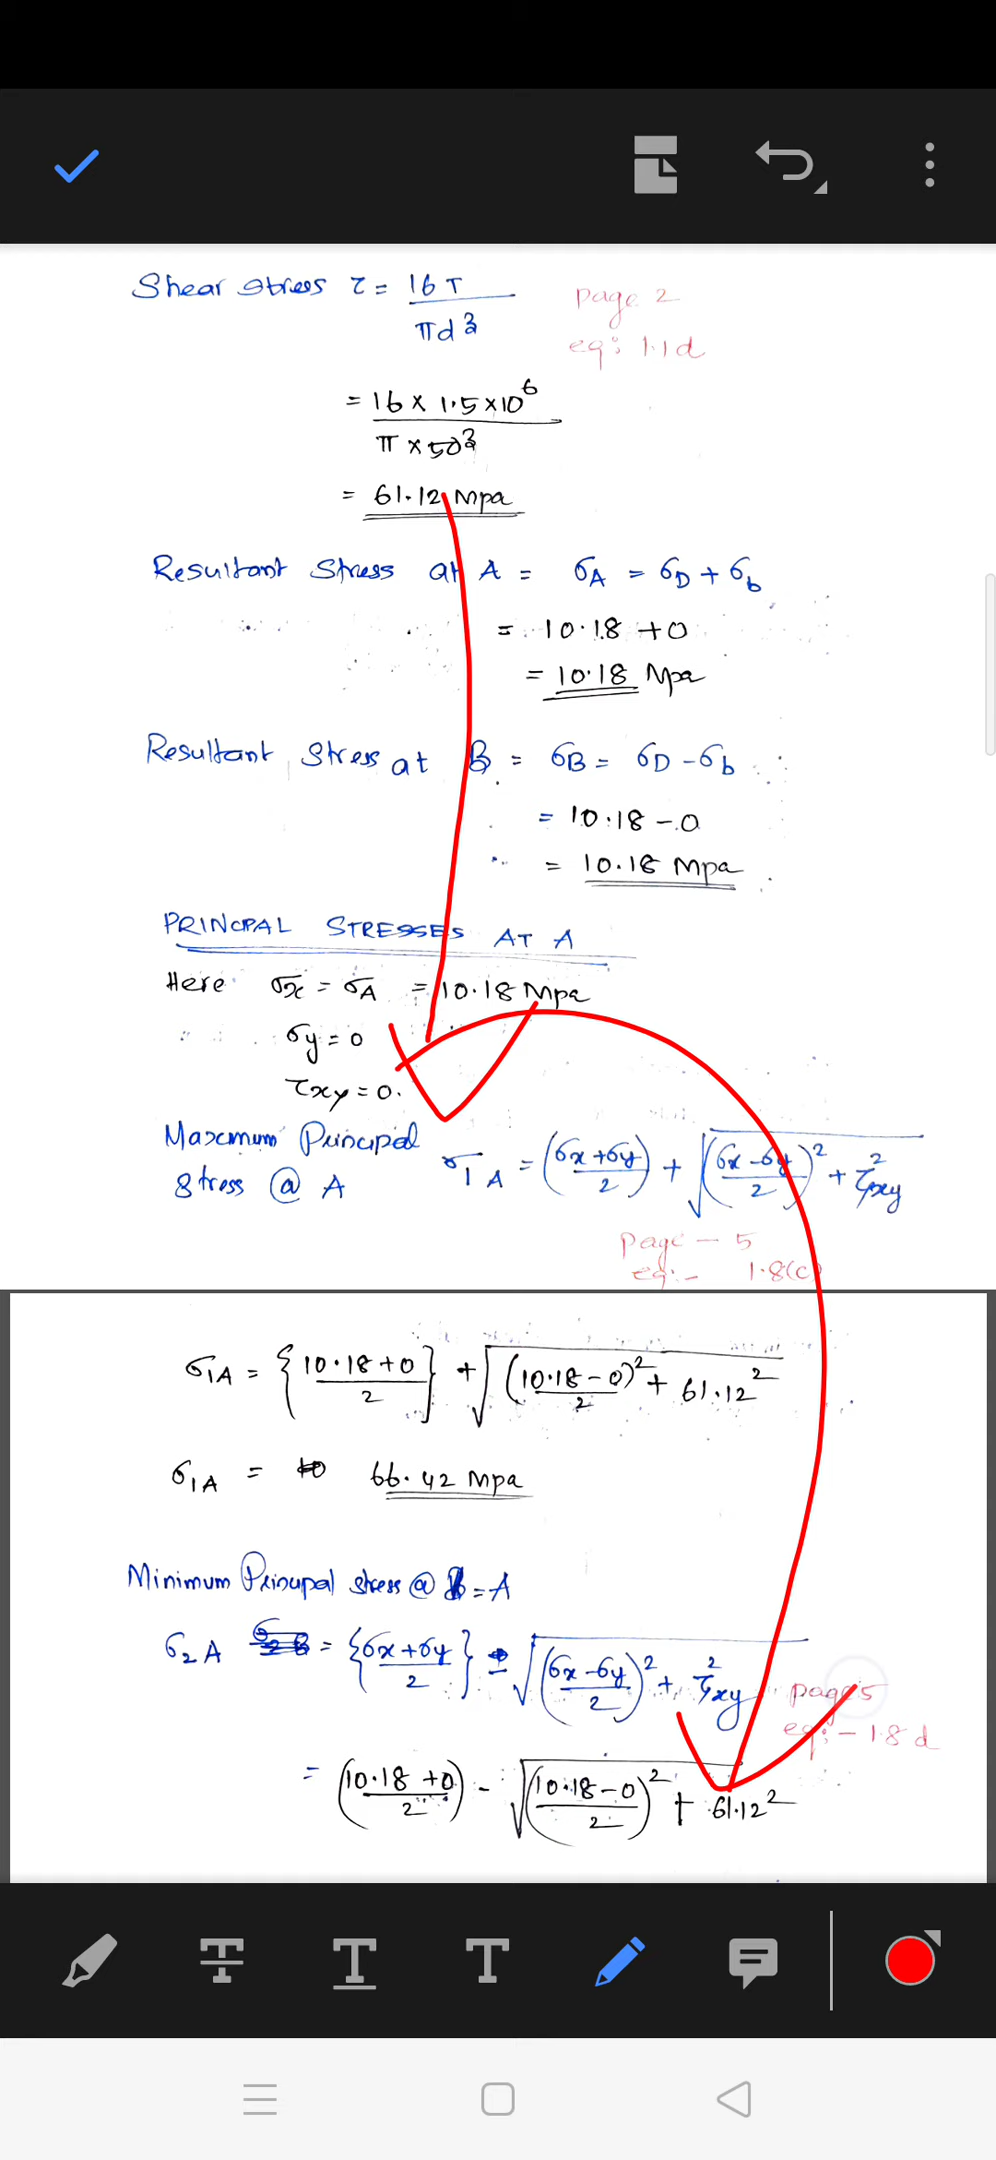 Shear stress τ = 16T / πd³
page 2
eq: 1.1d
= 16 × 1.5 × 10⁶ / π × 50³
= 61.12 Mpa
Resultant Stress at A = σA = σD + σb
= 10.18 + 0
= 10.18 Mpa
Resultant Stress at B = σB = σD - σb
= 10.18 - 0
= 10.18 Mpa
PRINCPAL STRESSES AT A
Here σx = σA = 10.18 Mpa
σy = 0
τxy = 0.
Maximum Principal Stress @ A σ1A = (σx + σy / 2) + √((σx - σy / 2)² + τ²xy)
page - 5
eq:- 1.8(c)
σ1A = {10.18 + 0 / 2} + √((10.18 - 0 / 2)² + 61.12²)
σ1A = 66.42 Mpa
Minimum Principal stress @ = A
σ2A = {σx + σy / 2} - √((σx - σy / 2)² + τ²xy)
page 5
eq:- 1.8 d
= (10.18 + 0 / 2) - √((10.18 - 0 / 2)² + 61.12²)